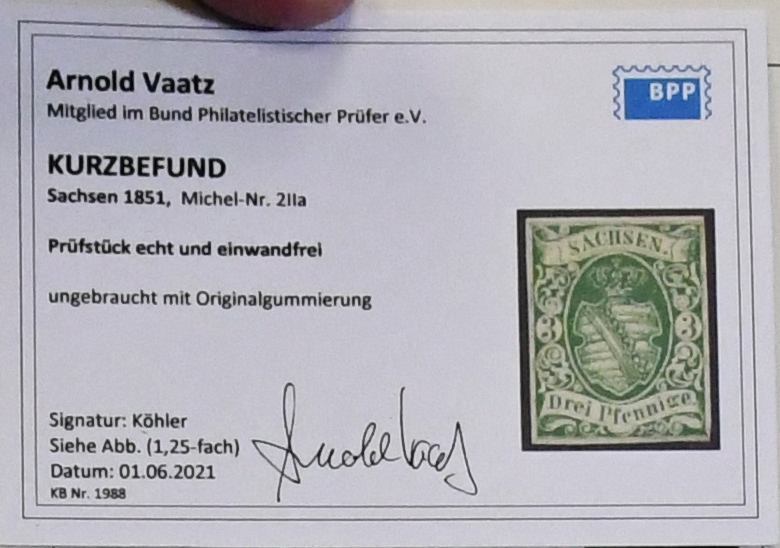 Arnold Vaatz
Mitglied im Bund Philatelistischer Prüfer e.V.
BPP
KURZBEFUND
Sachsen 1851, Michel-Nr. 2IIa
Prüfstück echt und einwandfrei
ungebraucht mit Originalgummierung
SACHSEN.
3 3
Drei Pfennige.
Signatur: Köhler
Siehe Abb. (1,25-fach)
Datum: 01.06.2021
KB Nr. 1988
Arnold Vaatz